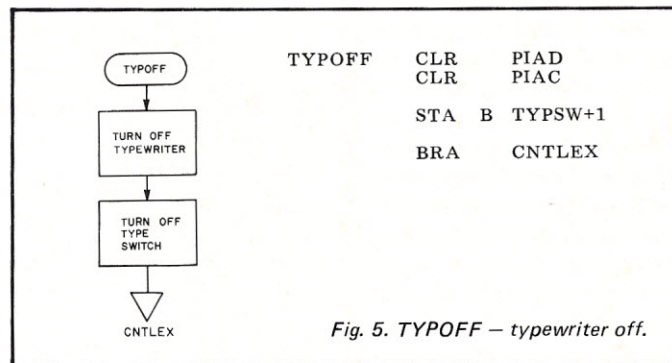 TYPOFF
TURN OFF
TYPEWRITER
TURN OFF
TYPE
SWITCH
CNTLEX
TYPOFF CLR PIAD
CLR PIAC
STA B TYPSW+1
BRA CNTLEX
Fig. 5. TYPOFF — typewriter off.